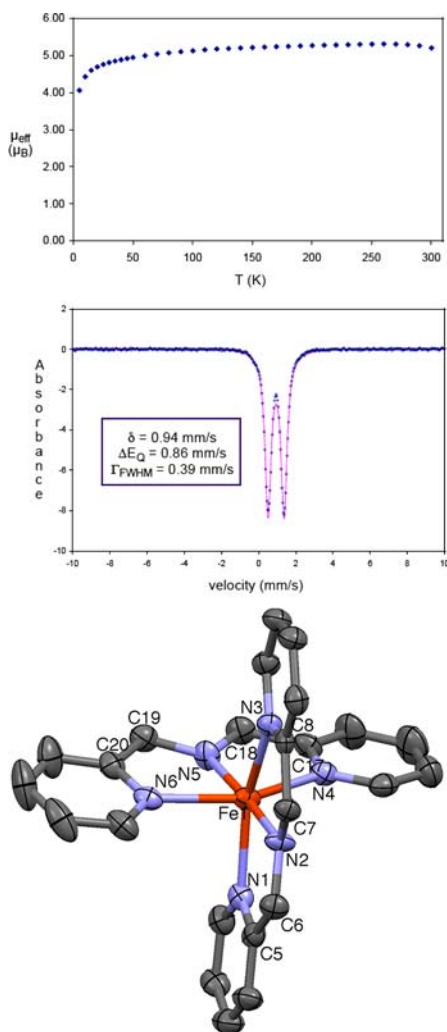 6.00
5.00
4.00
3.00
2.00
1.00
0.00
μeff
(μB)
0 50 100 150 200 250 300
T (K)
2
0
-2
-4
-6
-8
-10
Absorbance
δ = 0.94 mm/s
ΔEQ = 0.86 mm/s
ΓFWHM = 0.39 mm/s
-10 -8 -6 -4 -2 0 2 4 6 8 10
velocity (mm/s)
C19
N3
C8
C20
C18
C17
N5
N6
N4
Fe1
C7
N2
N1
C6
C5